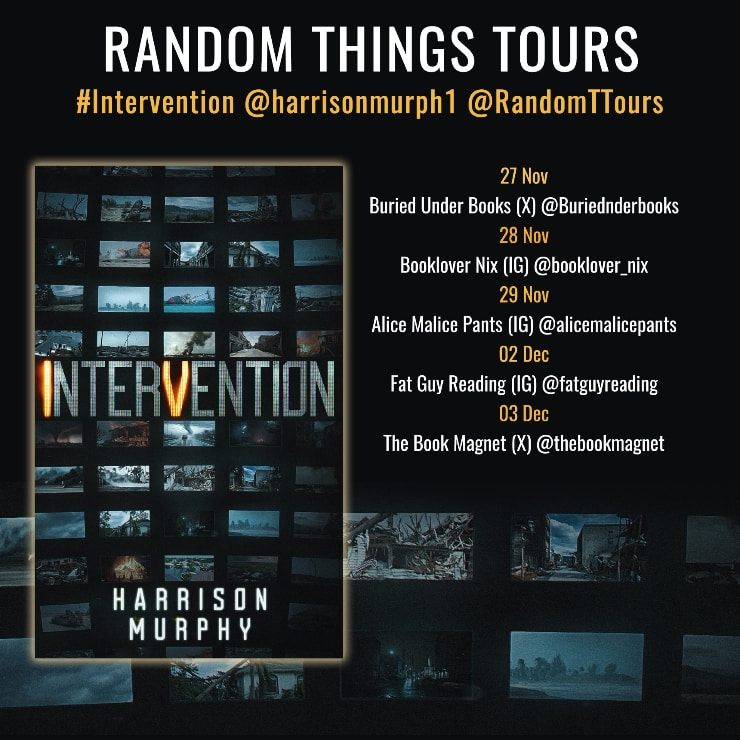 RANDOM THINGS TOURS
#Intervention @harrisonmurph1 @RandomTTours
27 Nov
Buried Under Books (X) @Buriednderbooks
28 Nov
Booklover Nix (IG) @booklover_nix
29 Nov
Alice Malice Pants (IG) @alicemalicepants
02 Dec
Fat Guy Reading (IG) @fatguyreading
03 Dec
The Book Magnet (X) @thebookmagnet
INTERVENTION
HARRISON
MURPHY